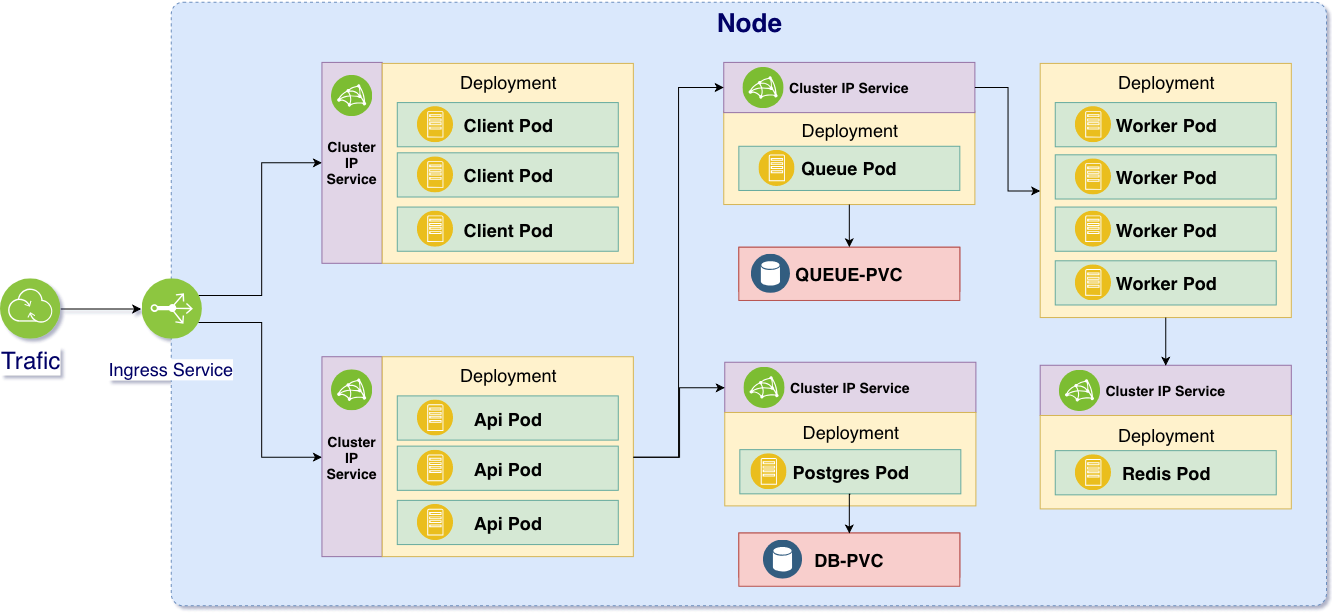 Node
Trafic
Ingress Service
Cluster
IP
Service
Deployment
Client Pod
Client Pod
Client Pod
Cluster
IP
Service
Deployment
Api Pod
Api Pod
Api Pod
Cluster IP Service
Deployment
Queue Pod
QUEUE-PVC
Cluster IP Service
Deployment
Postgres Pod
DB-PVC
Deployment
Worker Pod
Worker Pod
Worker Pod
Worker Pod
Cluster IP Service
Deployment
Redis Pod